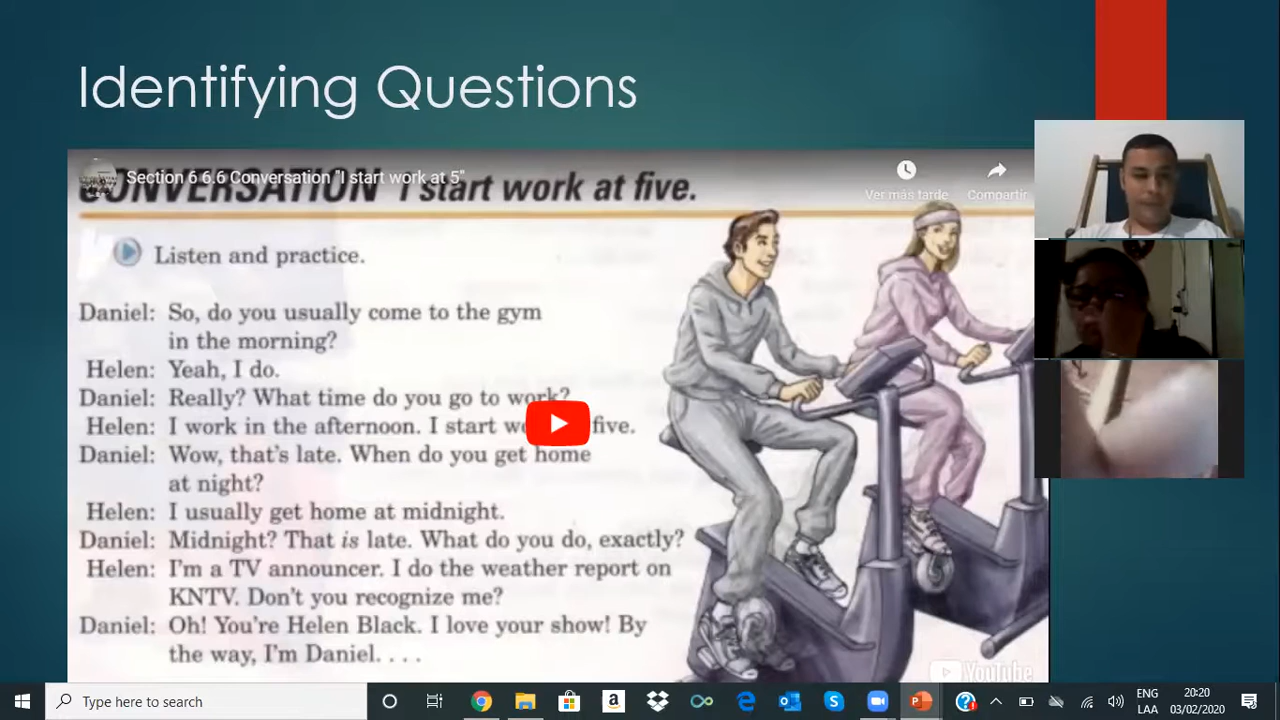 Identifying Questions
Section 6 6.6 Conversation "I start work at 5"
CONVERSATION I start work at five.
Ver más tarde
Compartir
Listen and practice.
Daniel: So, do you usually come to the gym
in the morning?
Helen: Yeah, I do.
Daniel: Really? What time do you go to work?
Helen: I work in the afternoon. I start five.
Daniel: Wow, that's late. When do you get home
at night?
Helen: I usually get home at midnight.
Daniel: Midnight? That is late. What do you do, exactly?
Helen: I'm a TV announcer. I do the weather report on
KNTV. Don't you recognize me?
Daniel: Oh! You're Helen Black. I love your show! By
the way, I'm Daniel. . . .
YouTube
Type here to search
ENG
LAA
20:20
03/02/2020